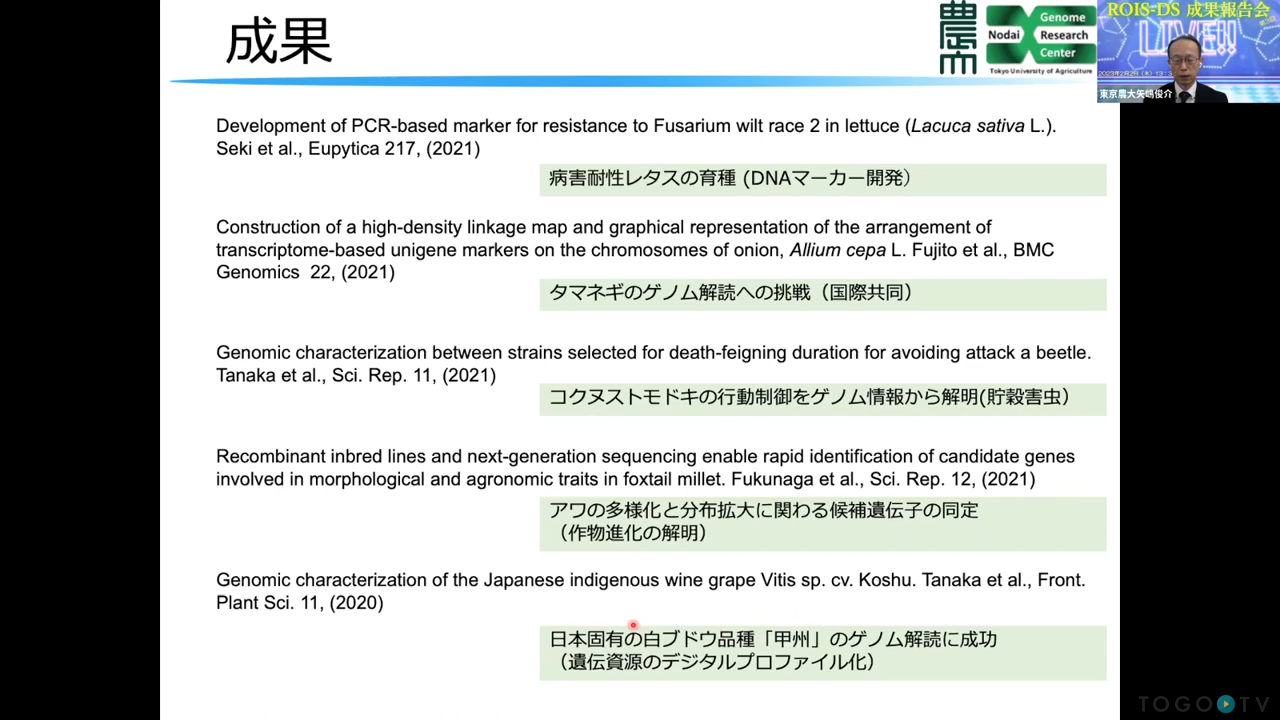 成果
農大
Genome
Nodai Research
Center
Tokyo University of Agriculture
ROIS-DS 成果報告会
LIVE!!
東京農大矢嶋俊介
Development of PCR-based marker for resistance to Fusarium wilt race 2 in lettuce (Lacuca sativa L.).
Seki et al., Eupytica 217, (2021)
病害耐性レタスの育種 (DNAマーカー開発）
Construction of a high-density linkage map and graphical representation of the arrangement of
transcriptome-based unigene markers on the chromosomes of onion, Allium cepa L. Fujito et al., BMC
Genomics 22, (2021)
タマネギのゲノム解読への挑戦（国際共同）
Genomic characterization between strains selected for death-feigning duration for avoiding attack a beetle.
Tanaka et al., Sci. Rep. 11, (2021)
コクヌストモドキの行動制御をゲノム情報から解明(貯穀害虫）
Recombinant inbred lines and next-generation sequencing enable rapid identification of candidate genes
involved in morphological and agronomic traits in foxtail millet. Fukunaga et al., Sci. Rep. 12, (2021)
アワの多様化と分布拡大に関わる候補遺伝子の同定
（作物進化の解明）
Genomic characterization of the Japanese indigenous wine grape Vitis sp. cv. Koshu. Tanaka et al., Front.
Plant Sci. 11, (2020)
日本固有の白ブドウ品種「甲州」のゲノム解読に成功
（遺伝資源のデジタルプロファイル化）
TOGO TV